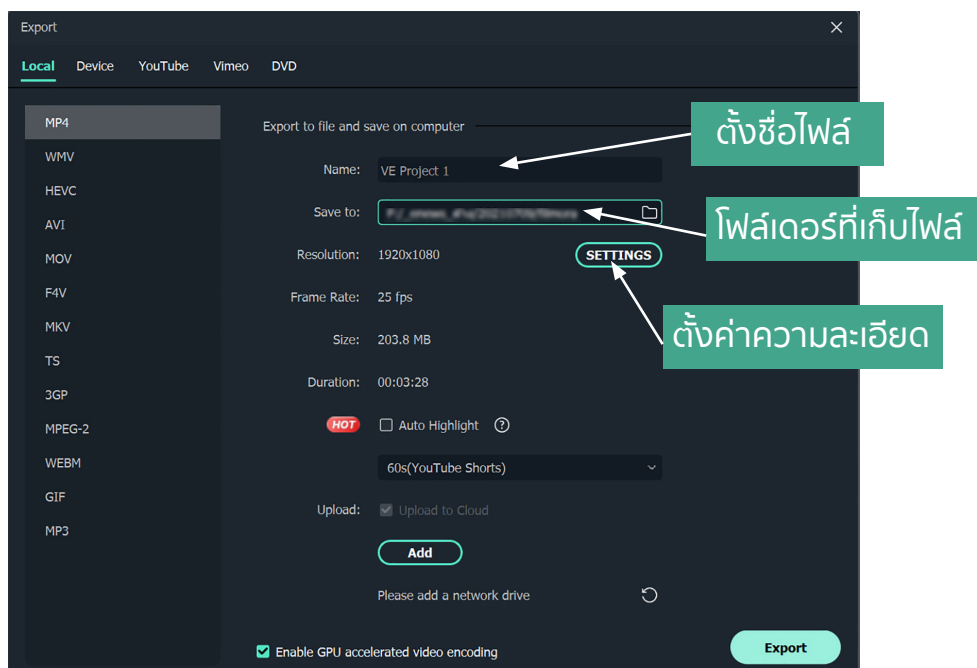 Export
Local Device YouTube Vimeo DVD
MP4
WMV
HEVC
AVI
MOV
F4V
MKV
TS
3GP
MPEG-2
WEBM
GIF
MP3
Export to file and save on computer
ตั้งชื่อไฟล์
Name: VE Project 1
Save to:
โฟล์เดอร์ที่เก็บไฟล์
Resolution: 1920x1080 SETTINGS
Frame Rate: 25 fps
ตั้งค่าความละเอียด
Size: 203.8 MB
Duration: 00:03:28
HOT Auto Highlight ?
60s(YouTube Shorts)
Upload: Upload to Cloud
Add
Please add a network drive
Enable GPU accelerated video encoding
Export